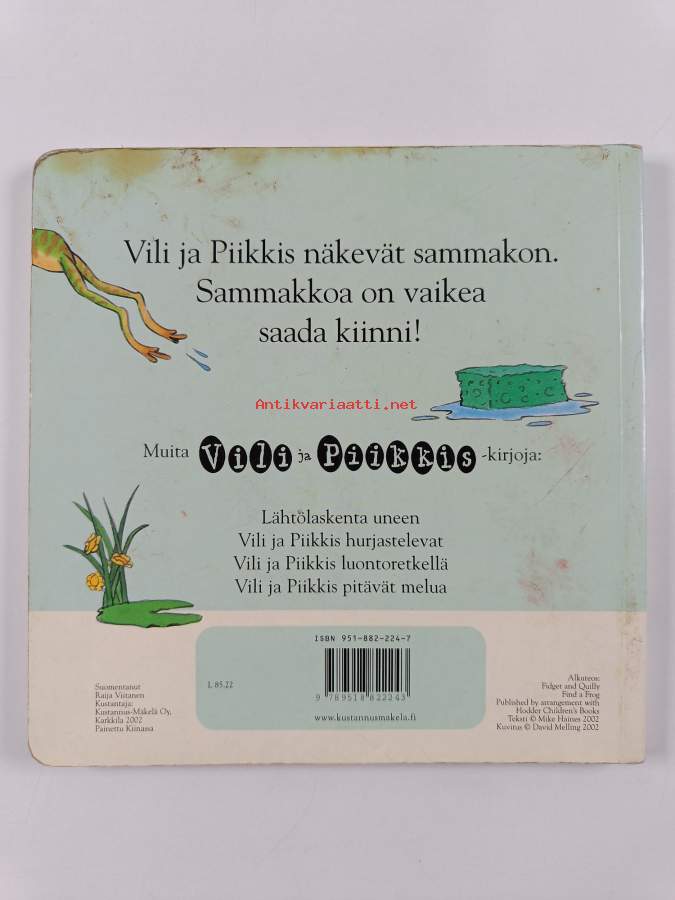 Vili ja Piikkis näkevät sammakon.
Sammakkoa on vaikea
saada kiinni!
Antikvariaatti.net
Muita Vili ja Piikkis -kirjoja:
Lähtölaskenta uneen
Vili ja Piikkis hurjastelevat
Vili ja Piikkis luontoretkellä
Vili ja Piikkis pitävät melua
ISBN 951-882-224-7
L 85.22
9 789518 822243
www.kustannusmakela.fi
Suomentanut
Raija Viitanen
Kustantaja:
Kustannus-Mäkelä Oy,
Karkkila 2002
Painettu Kiinassa
Alkuteos:
Fidget and Quilly
Find a Frog
Published by arrangement with
Hodder Children's Books
Teksti © Mike Haines 2002
Kuvitus © David Melling 2002